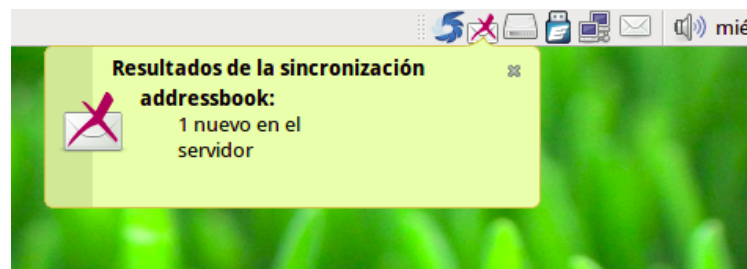 mié
Resultados de la sincronización
addressbook:
1 nuevo en el
servidor